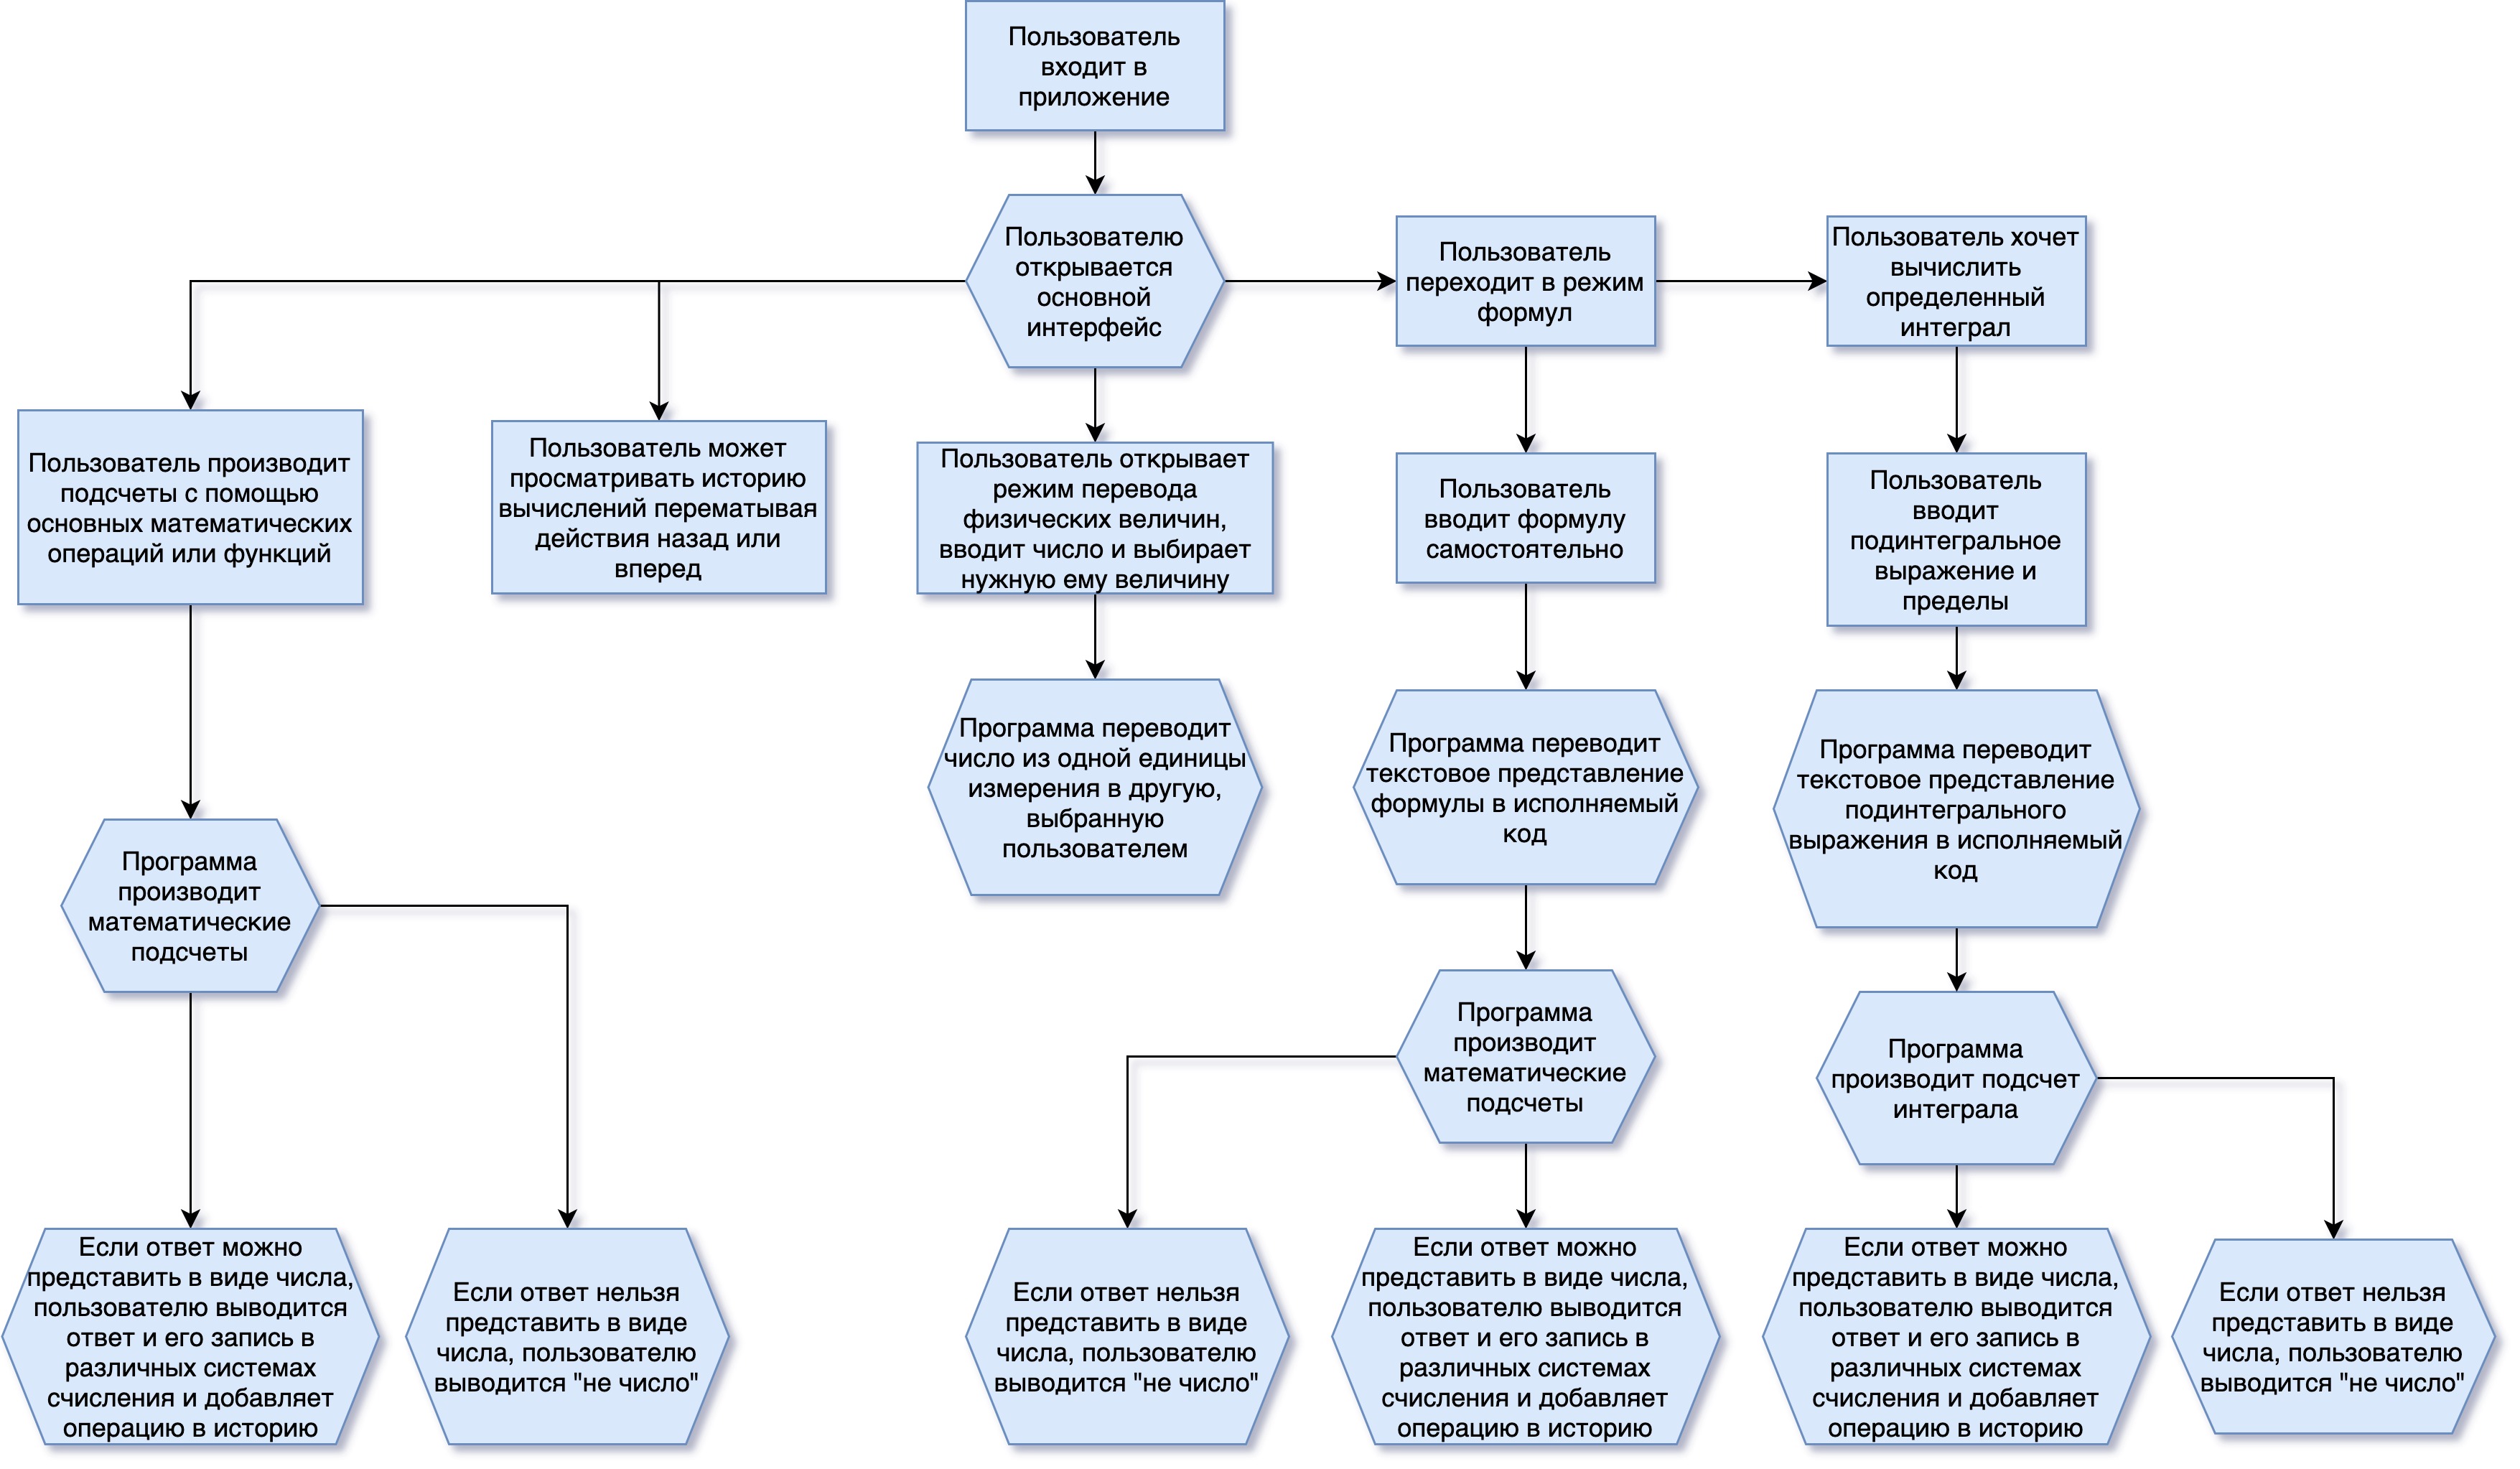 Пользователь
входит в
приложение
Пользователю
открывается
основной
интерфейс
Пользователь
переходит в режим
формул
Пользователь хочет
вычислить
определенный
интеграл
Пользователь производит
подсчеты с помощью
основных математических
операций или функций
Пользователь может
просматривать историю
вычислений перематывая
действия назад или
вперед
Пользователь открывает
режим перевода
физических величин,
вводит число и выбирает
нужную ему величину
Пользователь
вводит формулу
самостоятельно
Пользователь
вводит
подинтегральное
выражение и
пределы
Программа переводит
число из одной единицы
измерения в другую,
выбранную
пользователем
Программа переводит
текстовое представление
формулы в исполняемый
код
Программа переводит
текстовое представление
подинтегрального
выражения в исполняемый
код
Программа
производит
математические
подсчеты
Программа
производит
математические
подсчеты
Программа
производит подсчет
интеграла
Если ответ можно
представить в виде числа,
пользователю выводится
ответ и его запись в
различных системах
счисления и добавляет
операцию в историю
Если ответ нельзя
представить в виде
числа, пользователю
выводится "не число"
Если ответ нельзя
представить в виде
числа, пользователю
выводится "не число"
Если ответ можно
представить в виде числа,
пользователю выводится
ответ и его запись в
различных системах
счисления и добавляет
операцию в историю
Если ответ можно
представить в виде числа,
пользователю выводится
ответ и его запись в
различных системах
счисления и добавляет
операцию в историю
Если ответ нельзя
представить в виде
числа, пользователю
выводится "не число"